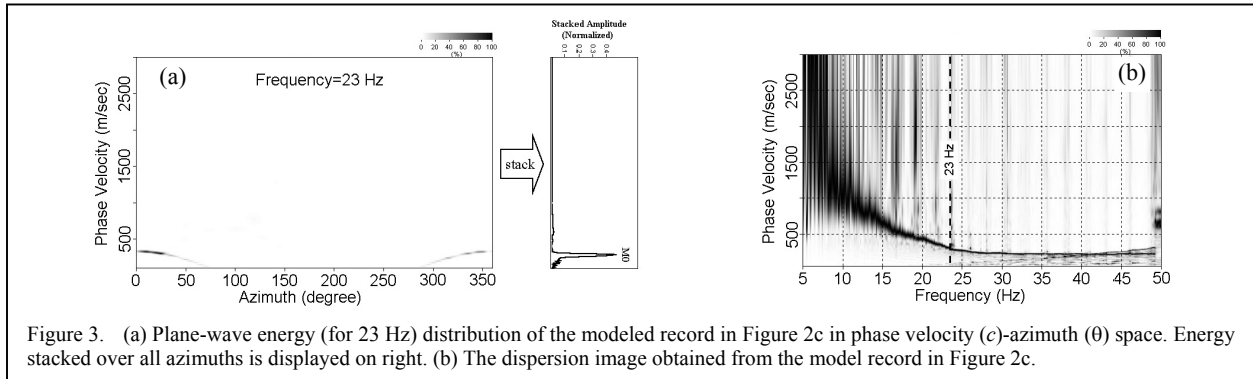 Stacked Amplitude
(Normalized)
0.1 0.2 0.3 0.4
0 20 40 60 80 100
(%)
(a)
Frequency=23 Hz
Phase Velocity (m/sec)
2500
1500
500
0 50 100 150 200 250 300 350
Azimuth (degree)
stack
M0
0 20 40 60 80 100
(%)
(b)
Phase Velocity (m/sec)
2500
1500
500
23 Hz
5 10 15 20 25 30 35 40 45 50
Frequency (Hz)
Figure 3. (a) Plane-wave energy (for 23 Hz) distribution of the modeled record in Figure 2c in phase velocity (c)-azimuth (θ) space. Energy
stacked over all azimuths is displayed on right. (b) The dispersion image obtained from the model record in Figure 2c.